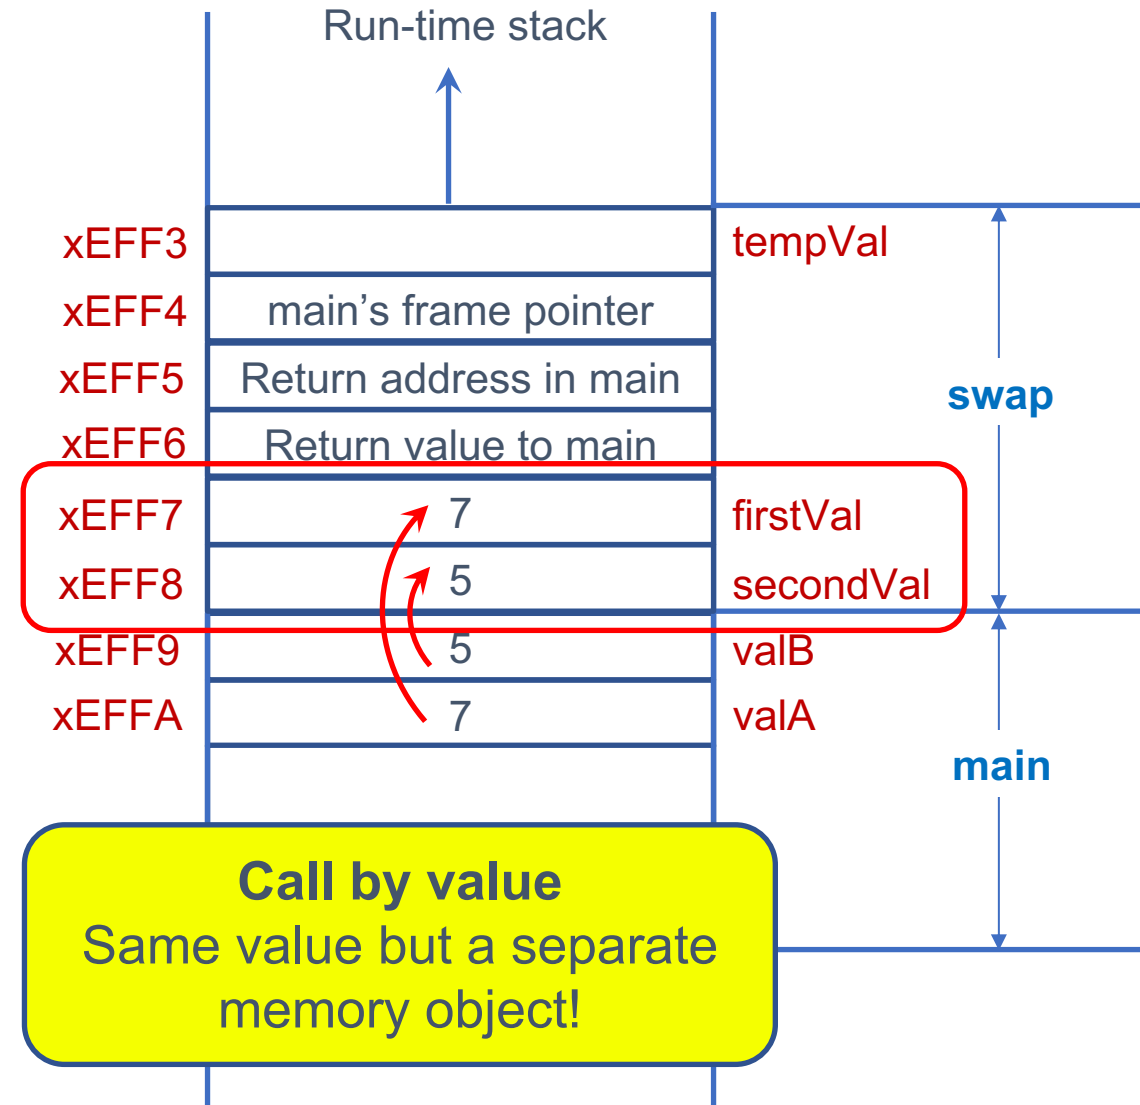 Run-time stack
xEFF3 tempVal
xEFF4 main’s frame pointer
xEFF5 Return address in main
swap
xEFF6 Return value to main
xEFF7 7 firstVal
xEFF8 5 secondVal
xEFF9 5 valB
xEFFA 7 valA
main
Call by value
Same value but a separate
memory object!